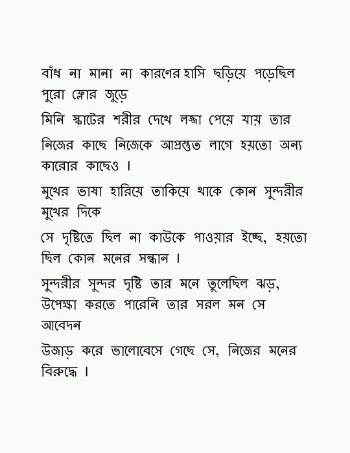 বাঁধ না মানা না কারণের হাসি ছড়িয়ে পড়েছিল
পুরো ফ্লোর জুড়ে
মিনি স্কাটের শরীর দেখে লজ্জা পেয়ে যায় তার
নিজের কাছে নিজেকে আপ্রস্তুত লাগে হয়তো অন্য
কারোর কাছেও ।
মুখের ভাষা হারিয়ে তাকিয়ে থাকে কোন সুন্দরীর
মুখের দিকে
সে দৃষ্টিতে ছিল না কাউকে পাওয়ার ইচ্ছে, হয়তো
ছিল কোন মনের সন্ধান ।
সুন্দরীর সুন্দর দৃষ্টি তার মনে তুলেছিল ঝড়,
উপেক্ষা করতে পারেনি তার সরল মন সে
আবেদন
উজাড় করে ভালোবেসে গেছে সে, নিজের মনের
বিরুদ্ধে ।